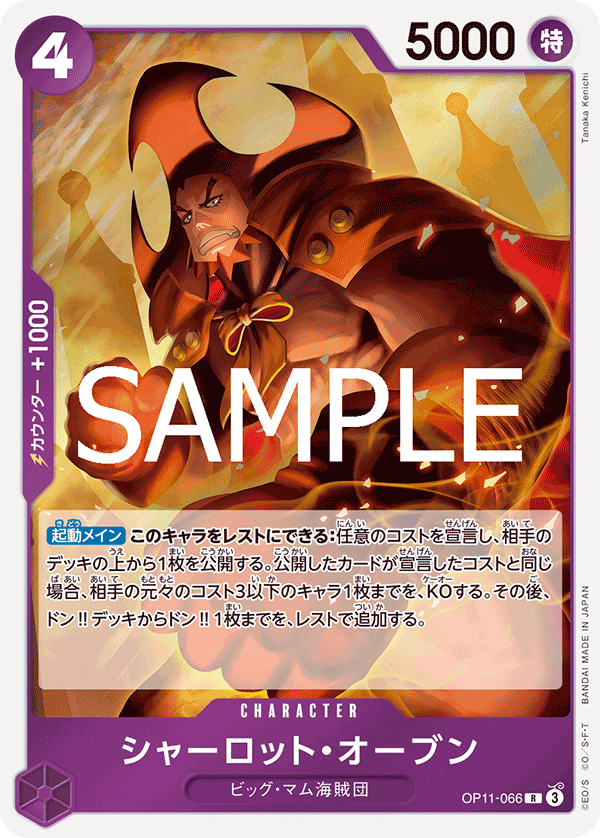 4
5000
特
Tanaka Kenichi
カウンター +1000
SAMPLE
起動メイン このキャラをレストにできる:任意のコストを宣言し、相手の
デッキの上から1枚を公開する。公開したカードが宣言したコストと同じ
場合、相手の元々のコスト3以下のキャラ1枚までを、KOする。その後、
ドン!!デッキからドン!!1枚までを、レストで追加する。
CHARACTER
シャーロット・オーブン
ビッグ・マム海賊団
OP11-066 R 3
©E.O/S ©O/S・F・T BANDAI MADE IN JAPAN